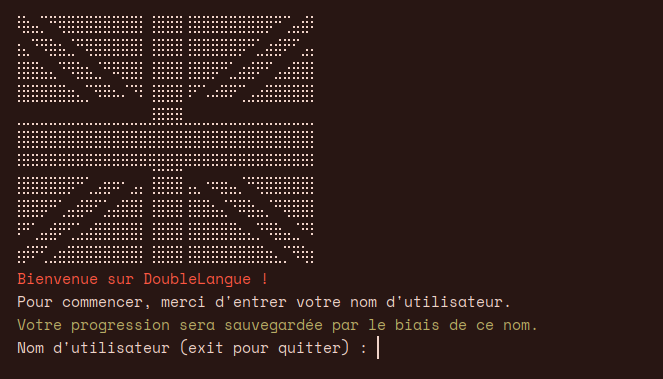 Bienvenue sur DoubleLangue !
Pour commencer, merci d'entrer votre nom d'utilisateur.
Votre progression sera sauvegardée par le biais de ce nom.
Nom d'utilisateur (exit pour quitter) :